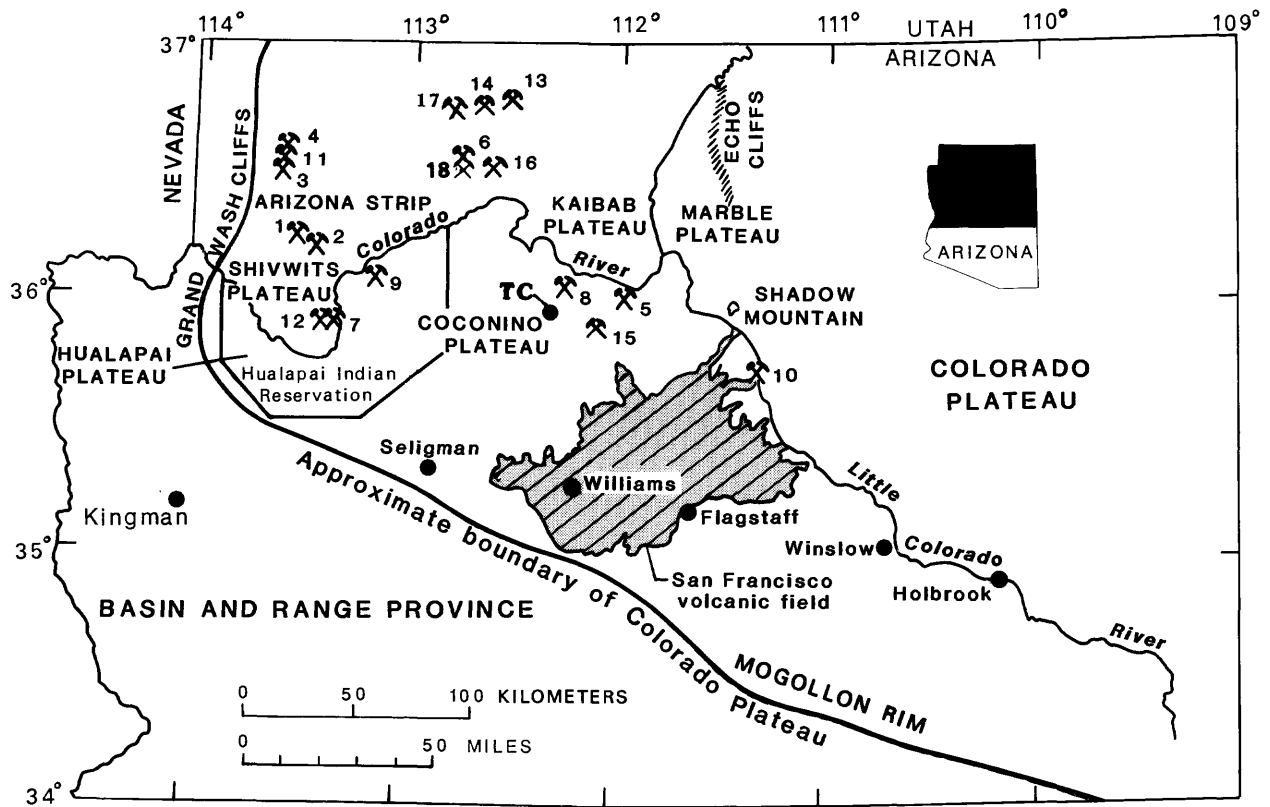 114°
113°
112°
111°
110°
109°
37°
UTAH
ARIZONA
NEVADA
GRAND WASH CLIFFS
17
14
13
4
11
3
6
18
16
ECHO
CLIFFS
ARIZONA STRIP
KAIBAB
PLATEAU
MARBLE
PLATEAU
ARIZONA
1
2
Colorado
River
SHIVWITS
PLATEAU
9
36°
TC
8
5
SHADOW
MOUNTAIN
12
7
COCONINO
PLATEAU
15
HUALAPAI
PLATEAU
Hualapai Indian
Reservation
10
COLORADO
PLATEAU
Seligman
Approximate boundary of Colorado Plateau
Williams
Little
Colorado
River
Kingman
Flagstaff
Winslow
Holbrook
35°
San Francisco
volcanic field
BASIN AND RANGE PROVINCE
MOGOLLON RIM
0 50 100 KILOMETERS
0 50 MILES
34°